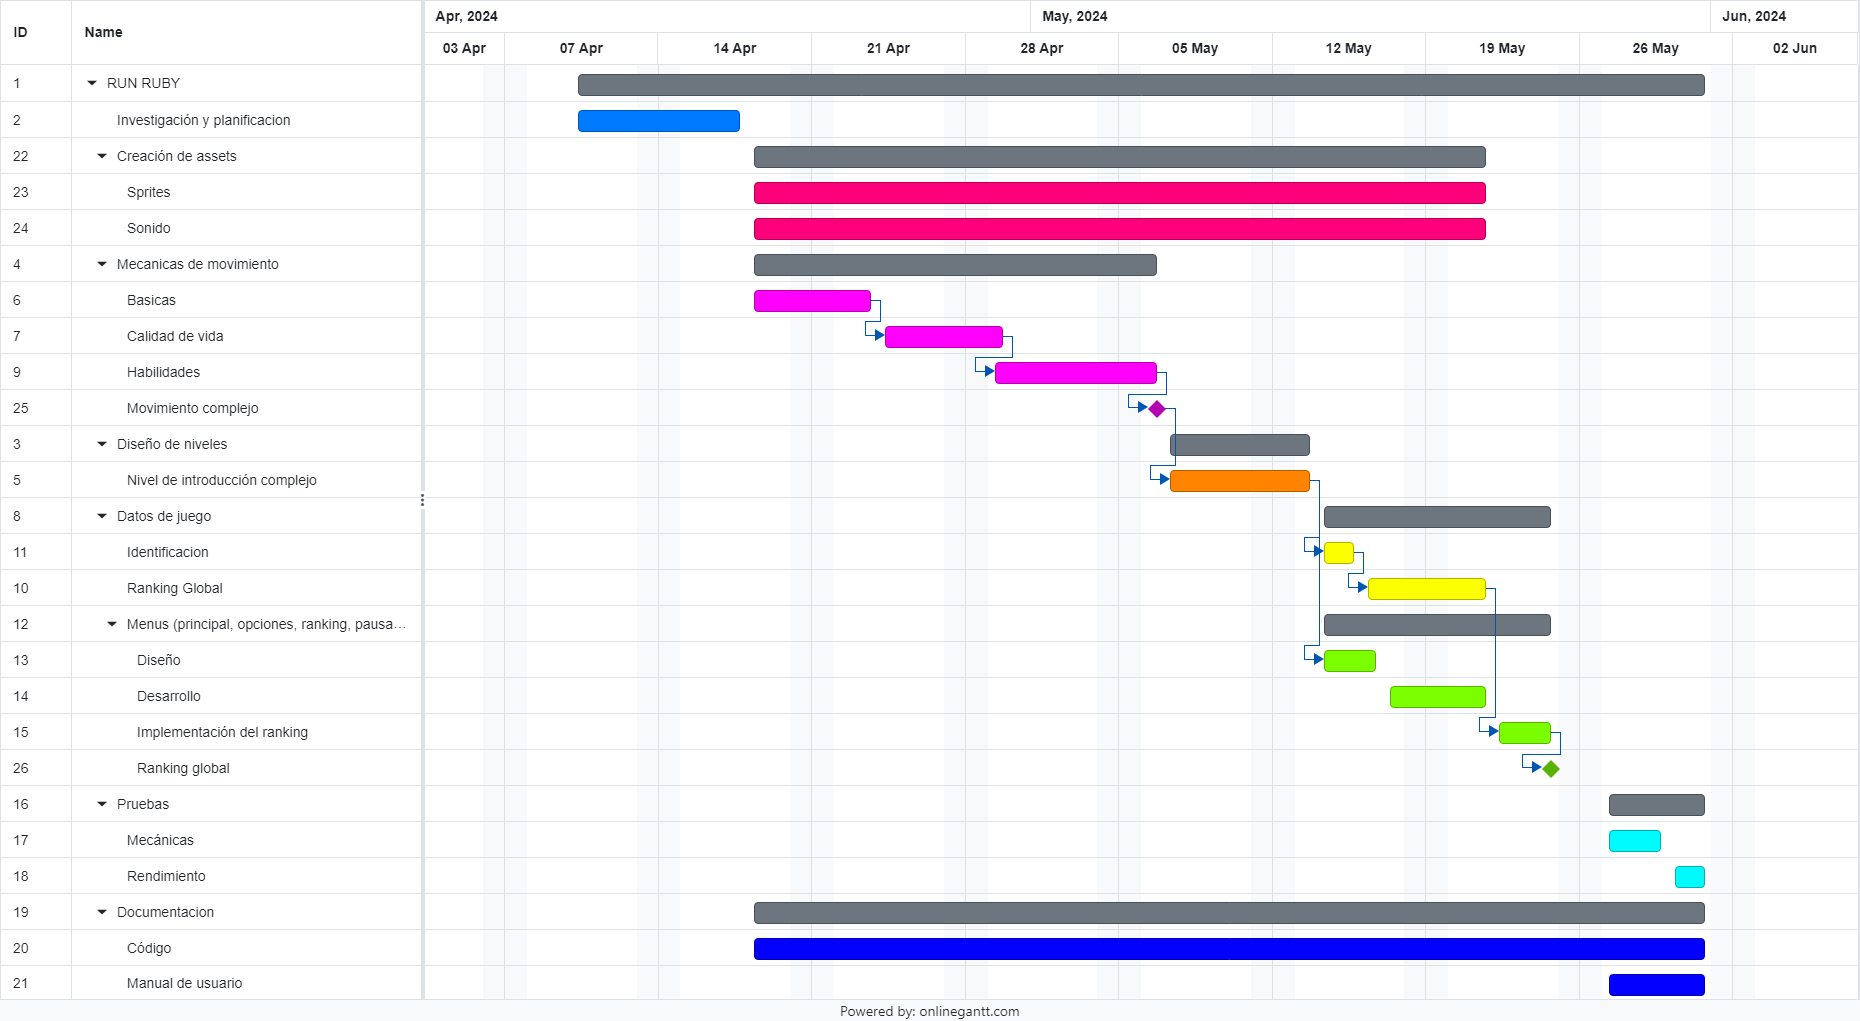 ID Name Apr, 2024 May, 2024 Jun, 2024
03 Apr 07 Apr 14 Apr 21 Apr 28 Apr 05 May 12 May 19 May 26 May 02 Jun
1 RUN RUBY
2 Investigación y planificacion
22 Creación de assets
23 Sprites
24 Sonido
4 Mecanicas de movimiento
6 Basicas
7 Calidad de vida
9 Habilidades
25 Movimiento complejo
3 Diseño de niveles
5 Nivel de introducción complejo
8 Datos de juego
11 Identificacion
10 Ranking Global
12 Menus (principal, opciones, ranking, pausa...
13 Diseño
14 Desarrollo
15 Implementación del ranking
26 Ranking global
16 Pruebas
17 Mecánicas
18 Rendimiento
19 Documentacion
20 Código
21 Manual de usuario
Powered by: onlinegantt.com